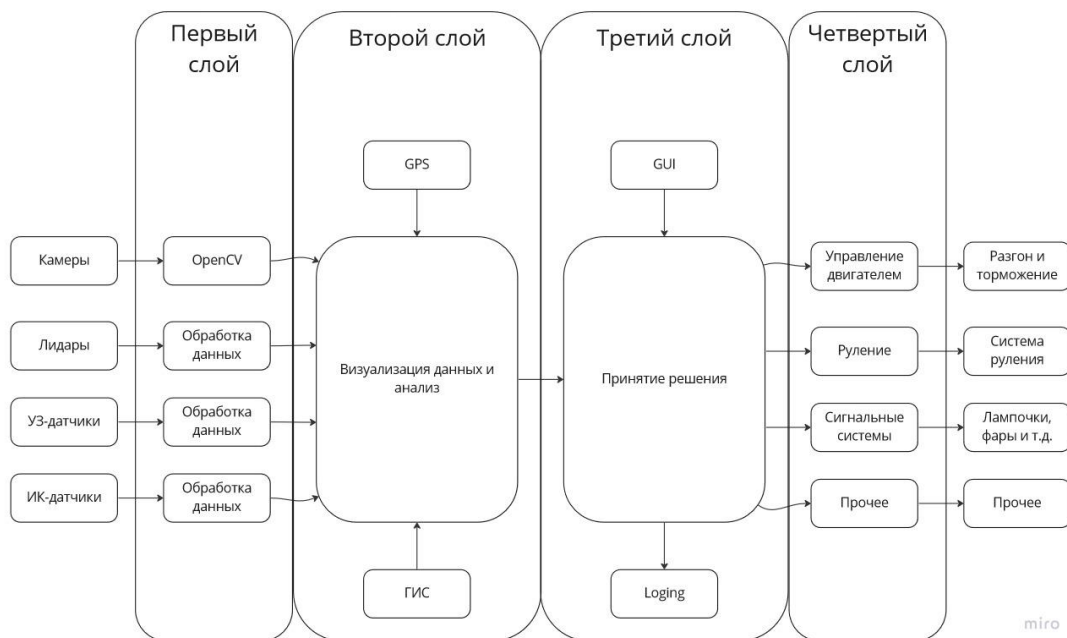 Первый
слой
Второй слой
Третий слой
Четвертый
слой
GPS
GUI
Камеры
OpenCV
Управление
двигателем
Разгон и
торможение
Лидары
Обработка
данных
Визуализация данных и
анализ
Принятие решения
Руление
Система
руления
УЗ-датчики
Обработка
данных
Сигнальные
системы
Лампочки,
фары и т.д.
ИК-датчики
Обработка
данных
Прочее
Прочее
ГИС
Loging
miro